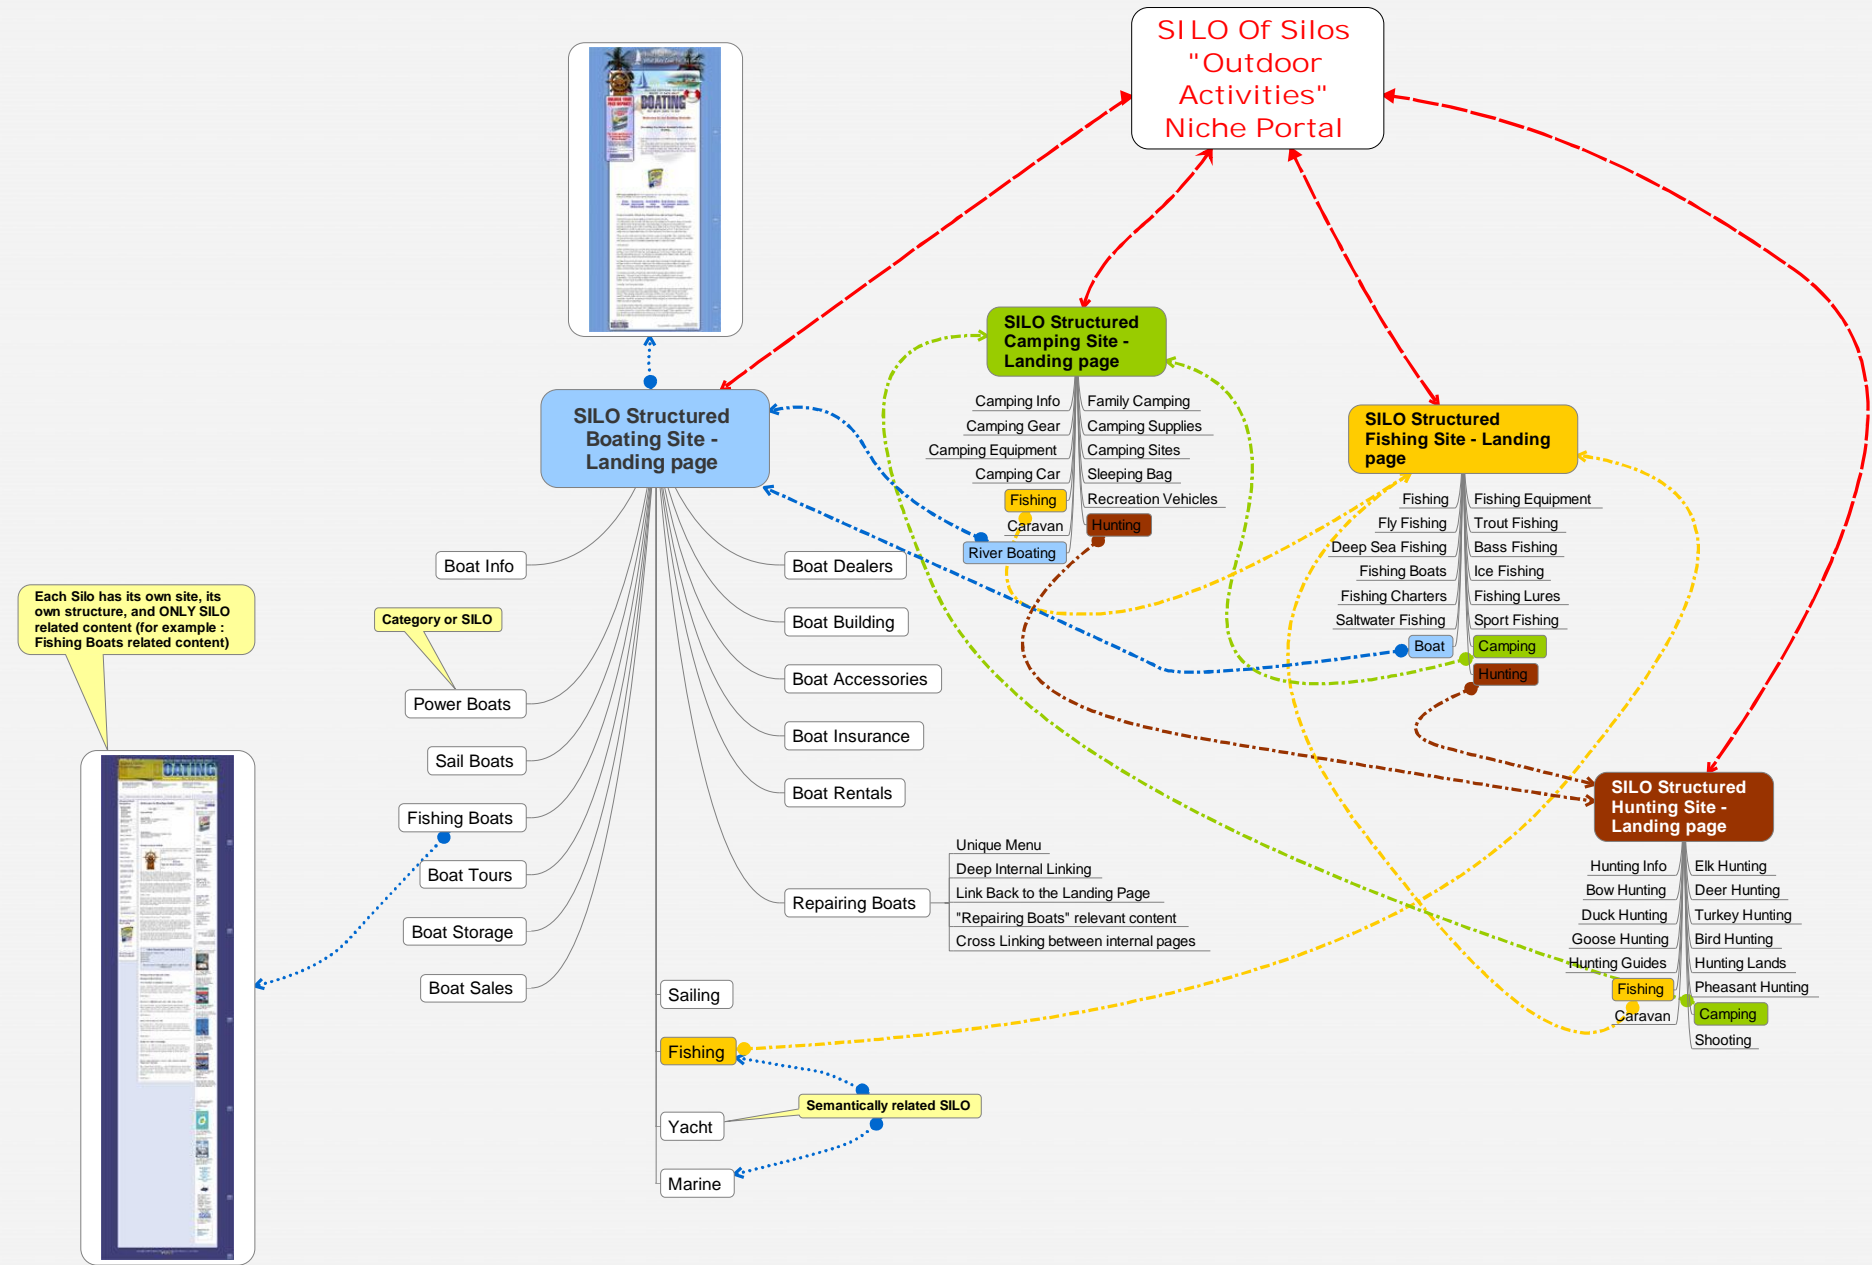 SILO Of Silos
"Outdoor
Activities"
Niche Portal
BOATING
SILO Structured
Camping Site -
Landing page
Camping Info
Camping Gear
Camping Equipment
Camping Car
Fishing
Caravan
River Boating
Family Camping
Camping Supplies
Camping Sites
Sleeping Bag
Recreation Vehicles
Hunting
SILO Structured
Boating Site -
Landing page
SILO Structured
Fishing Site - Landing
page
Fishing
Fly Fishing
Deep Sea Fishing
Fishing Boats
Fishing Charters
Saltwater Fishing
Boat
Fishing Equipment
Trout Fishing
Bass Fishing
Ice Fishing
Fishing Lures
Sport Fishing
Camping
Hunting
Boat Info
Power Boats
Sail Boats
Fishing Boats
Boat Tours
Boat Storage
Boat Sales
Boat Dealers
Boat Building
Boat Accessories
Boat Insurance
Boat Rentals
Repairing Boats
Unique Menu
Deep Internal Linking
Link Back to the Landing Page
"Repairing Boats" relevant content
Cross Linking between internal pages
Sailing
Fishing
Yacht
Marine
Semantically related SILO
Category or SILO
Each Silo has its own site, its
own structure, and ONLY SILO
related content (for example :
Fishing Boats related content)
OATING
SILO Structured
Hunting Site -
Landing page
Hunting Info
Bow Hunting
Duck Hunting
Goose Hunting
Hunting Guides
Fishing
Caravan
Elk Hunting
Deer Hunting
Turkey Hunting
Bird Hunting
Hunting Lands
Pheasant Hunting
Camping
Shooting